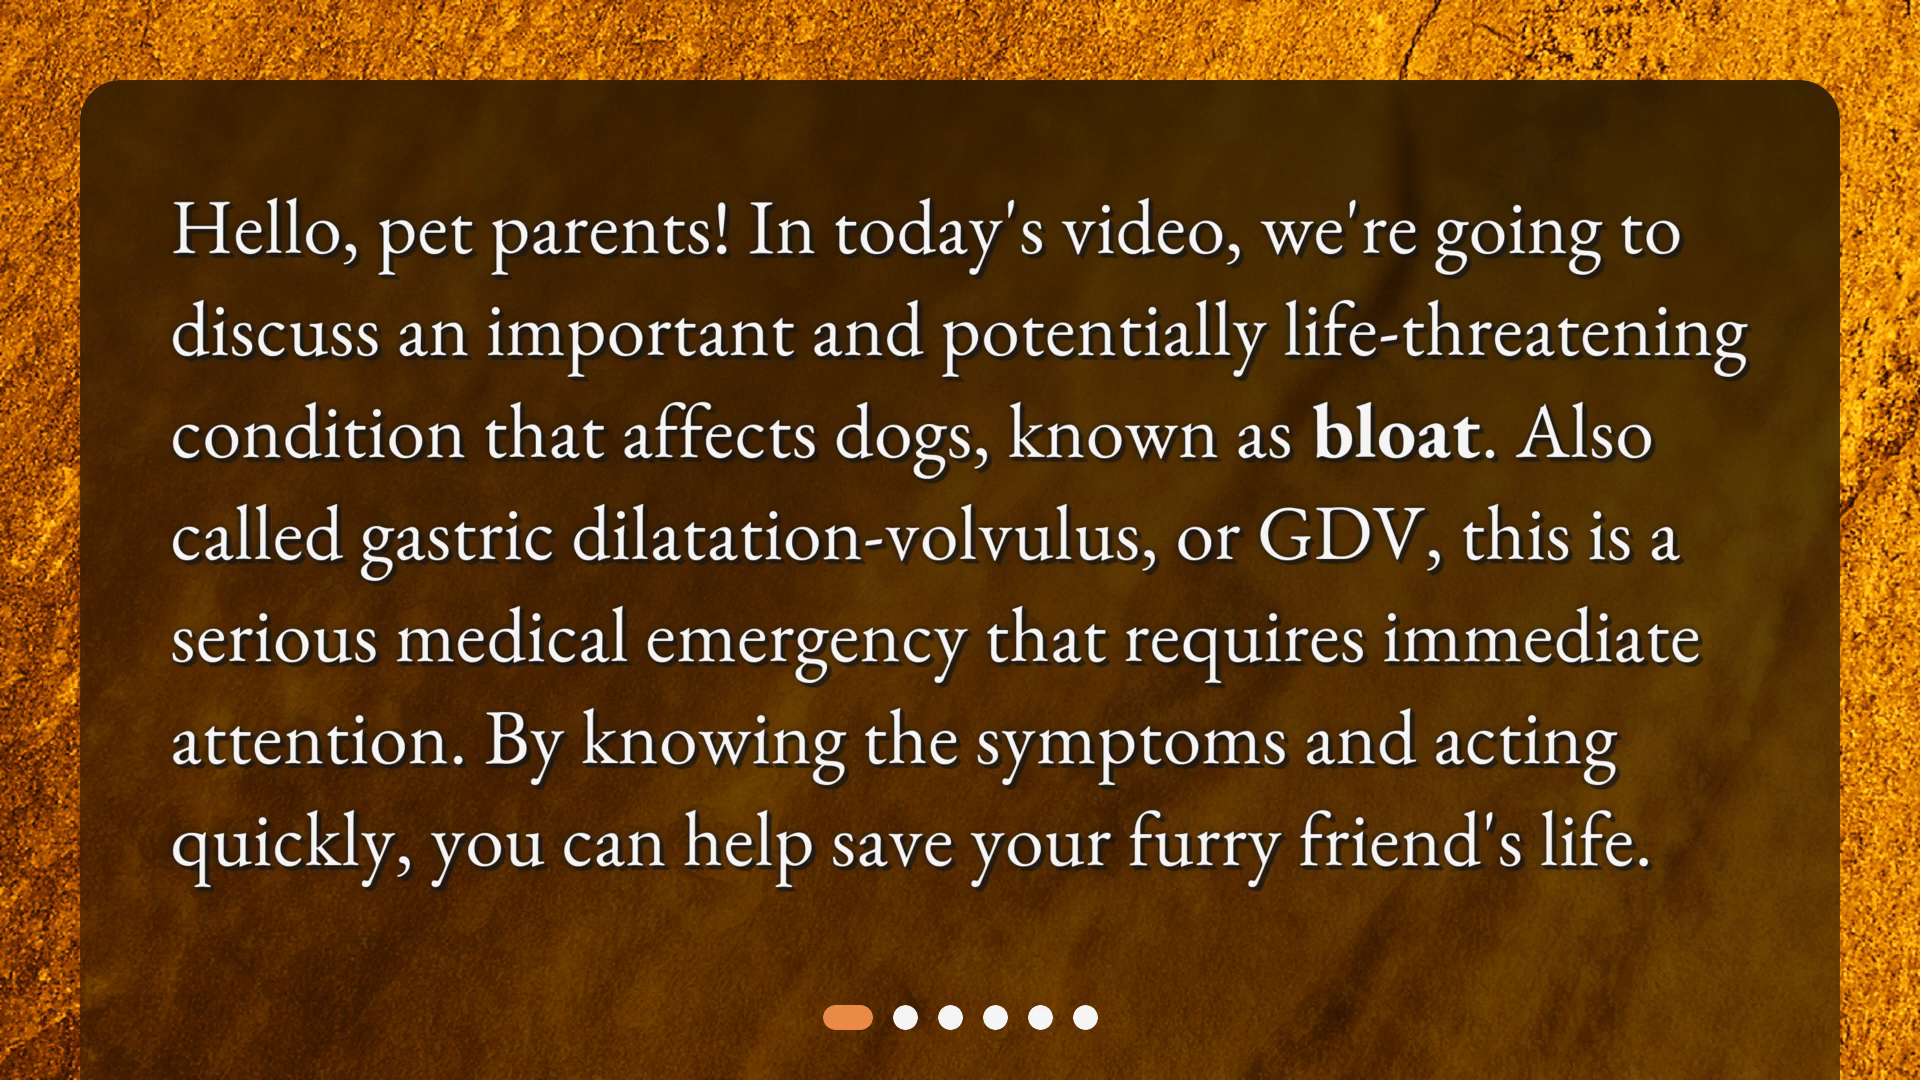 Hello, pet parents! In today's video, we're going to
discuss an important and potentially life-threatening
condition that affects dogs, known as bloat. Also
called gastric dilatation-volvulus, or GDV, this is a
serious medical emergency that requires immediate
attention. By knowing the symptoms and acting
quickly, you can help save your furry friend's life.